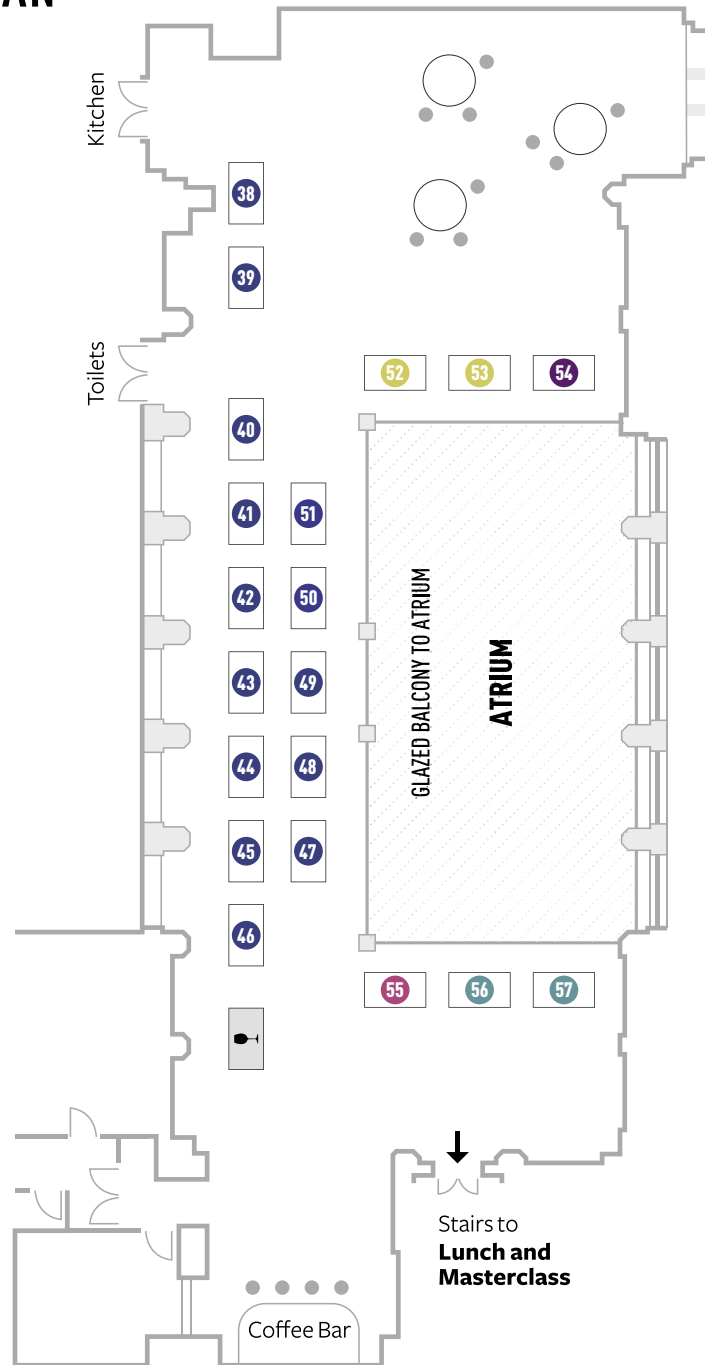 AN
Kitchen
38
39
Toilets
52 53 54
40
41 51
42 50
43 49
44 48
45 47
46
GLAZED BALCONY TO ATRIUM
ATRIUM
55 56 57
Stairs to
Lunch and
Masterclass
Coffee Bar